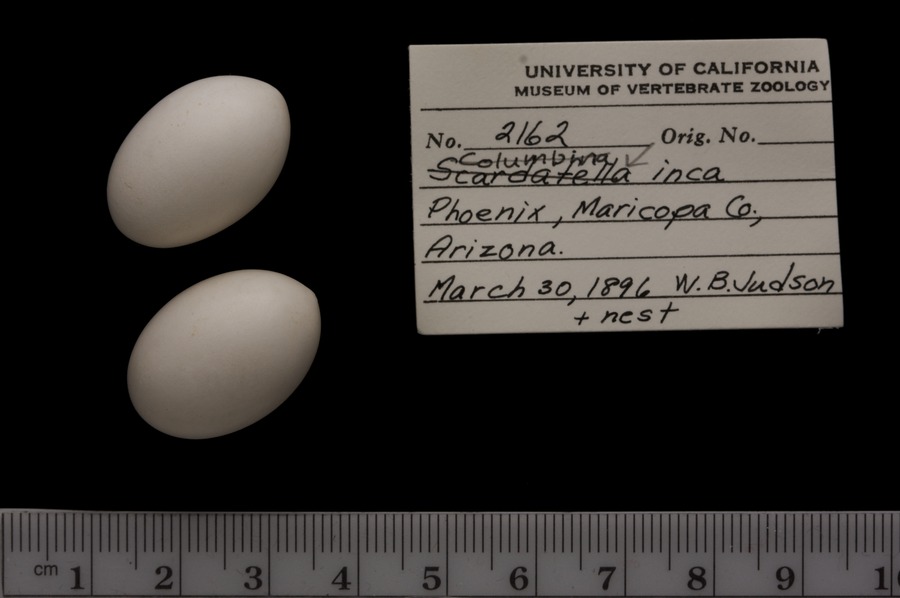 UNIVERSITY OF CALIFORNIA
MUSEUM OF VERTEBRATE ZOOLOGY
No. 2162 Orig. No.
Columbina
Scardafella inca
Phoenix, Maricopa Co.,
Arizona.
March 30, 1896 W.B. Judson
+ nest
cm 1 2 3 4 5 6 7 8 9 1